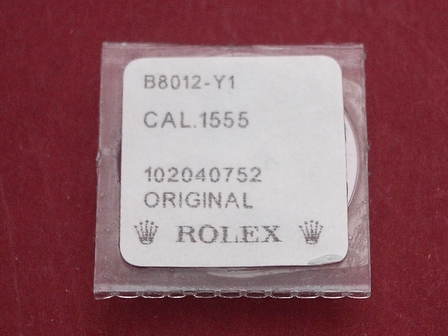 B8012-Y1
CAL.1555
102040752
ORIGINAL
ROLEX